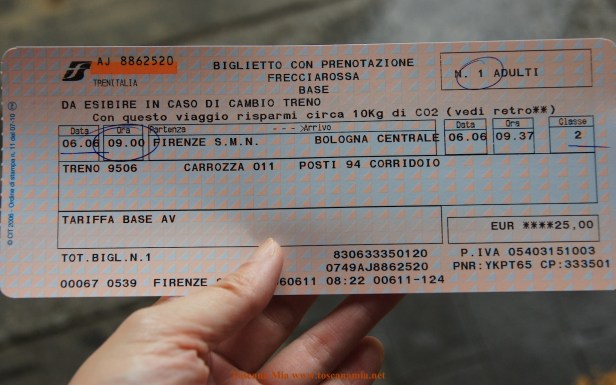 AJ 8862520
TRENITALIA
BIGLIETTO CON PRENOTAZIONE
FRECCIAROSSA
BASE
N. 1 ADULTI
DA ESIBIRE IN CASO DI CAMBIO TRENO
Con questo viaggio risparmi circa 10Kg di CO2 (vedi retro**)
Data Ora Partenza - - - >Arrivo Data Ora Classe
06.06 09.00 FIRENZE S.M.N. BOLOGNA CENTRALE 06.06 09.37 2
TRENO 9506 CARROZZA 011 POSTI 94 CORRIDOIO
TARIFFA BASE AV
EUR ****25,00
TOT.BIGL.N.1 830633350120 P.IVA 05403151003
0749AJ8862520 PNR:YKPT65 CP:333501
00067 0539 FIRENZE 060611 08:22 00611-124